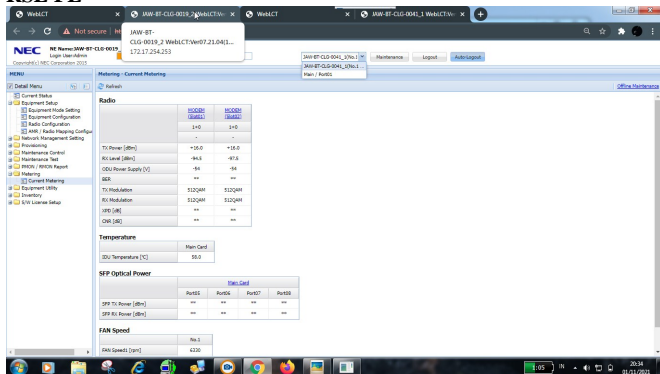 RSL FE
WebLCT
JAW-BT-CLG-0019_2 WebLCT:Ver
WebLCT
JAW-BT-CLG-0041_1 WebLCT:Ver
Not secure
JAW-BT-
CLG-0019_2 WebLCT:Ver07.21.04(1...
172.17.254.253
NEC
NE Name:JAW-BT-CLG-0019_
Login User:Admin
Copyright(c) NEC Corporation 2015
JAW-BT-CLG-0041_1(No.1
Maintenance
Logout
Auto-Logout
JAW-BT-CLG-0041_1(No.1 ...
Main / Port01
MENU
Metering - Current Metering
Detail Menu
Refresh
Offline Maintenance
Current Status
Equipment Setup
Equipment Mode Setting
Equipment Configuration
Radio Configuration
AMR / Radio Mapping Configu
Network Management Setting
Provisioning
Maintenance Control
Maintenance Test
PMON / RMON Report
Metering
Current Metering
Equipment Utility
Inventory
S/W License Setup
Radio
MODEM (Slot01) MODEM (Slot02)
1+0 1+0
- -
TX Power [dBm] +16.0 +16.0
RX Level [dBm] -94.5 -97.5
ODU Power Supply [V] -54 -54
BER ** **
TX Modulation 512QAM 512QAM
RX Modulation 512QAM 512QAM
XPD [dB] ** **
CNR [dB] ** **
Temperature
Main Card
IDU Temperature [°C] 58.0
SFP Optical Power
Main Card
Port05 Port06 Port07 Port08
SFP TX Power [dBm] ** ** ** **
SFP RX Power [dBm] ** ** ** **
FAN Speed
No.1
FAN Speed1 [rpm] 6330
1:05
IN
20:34
01/11/2021